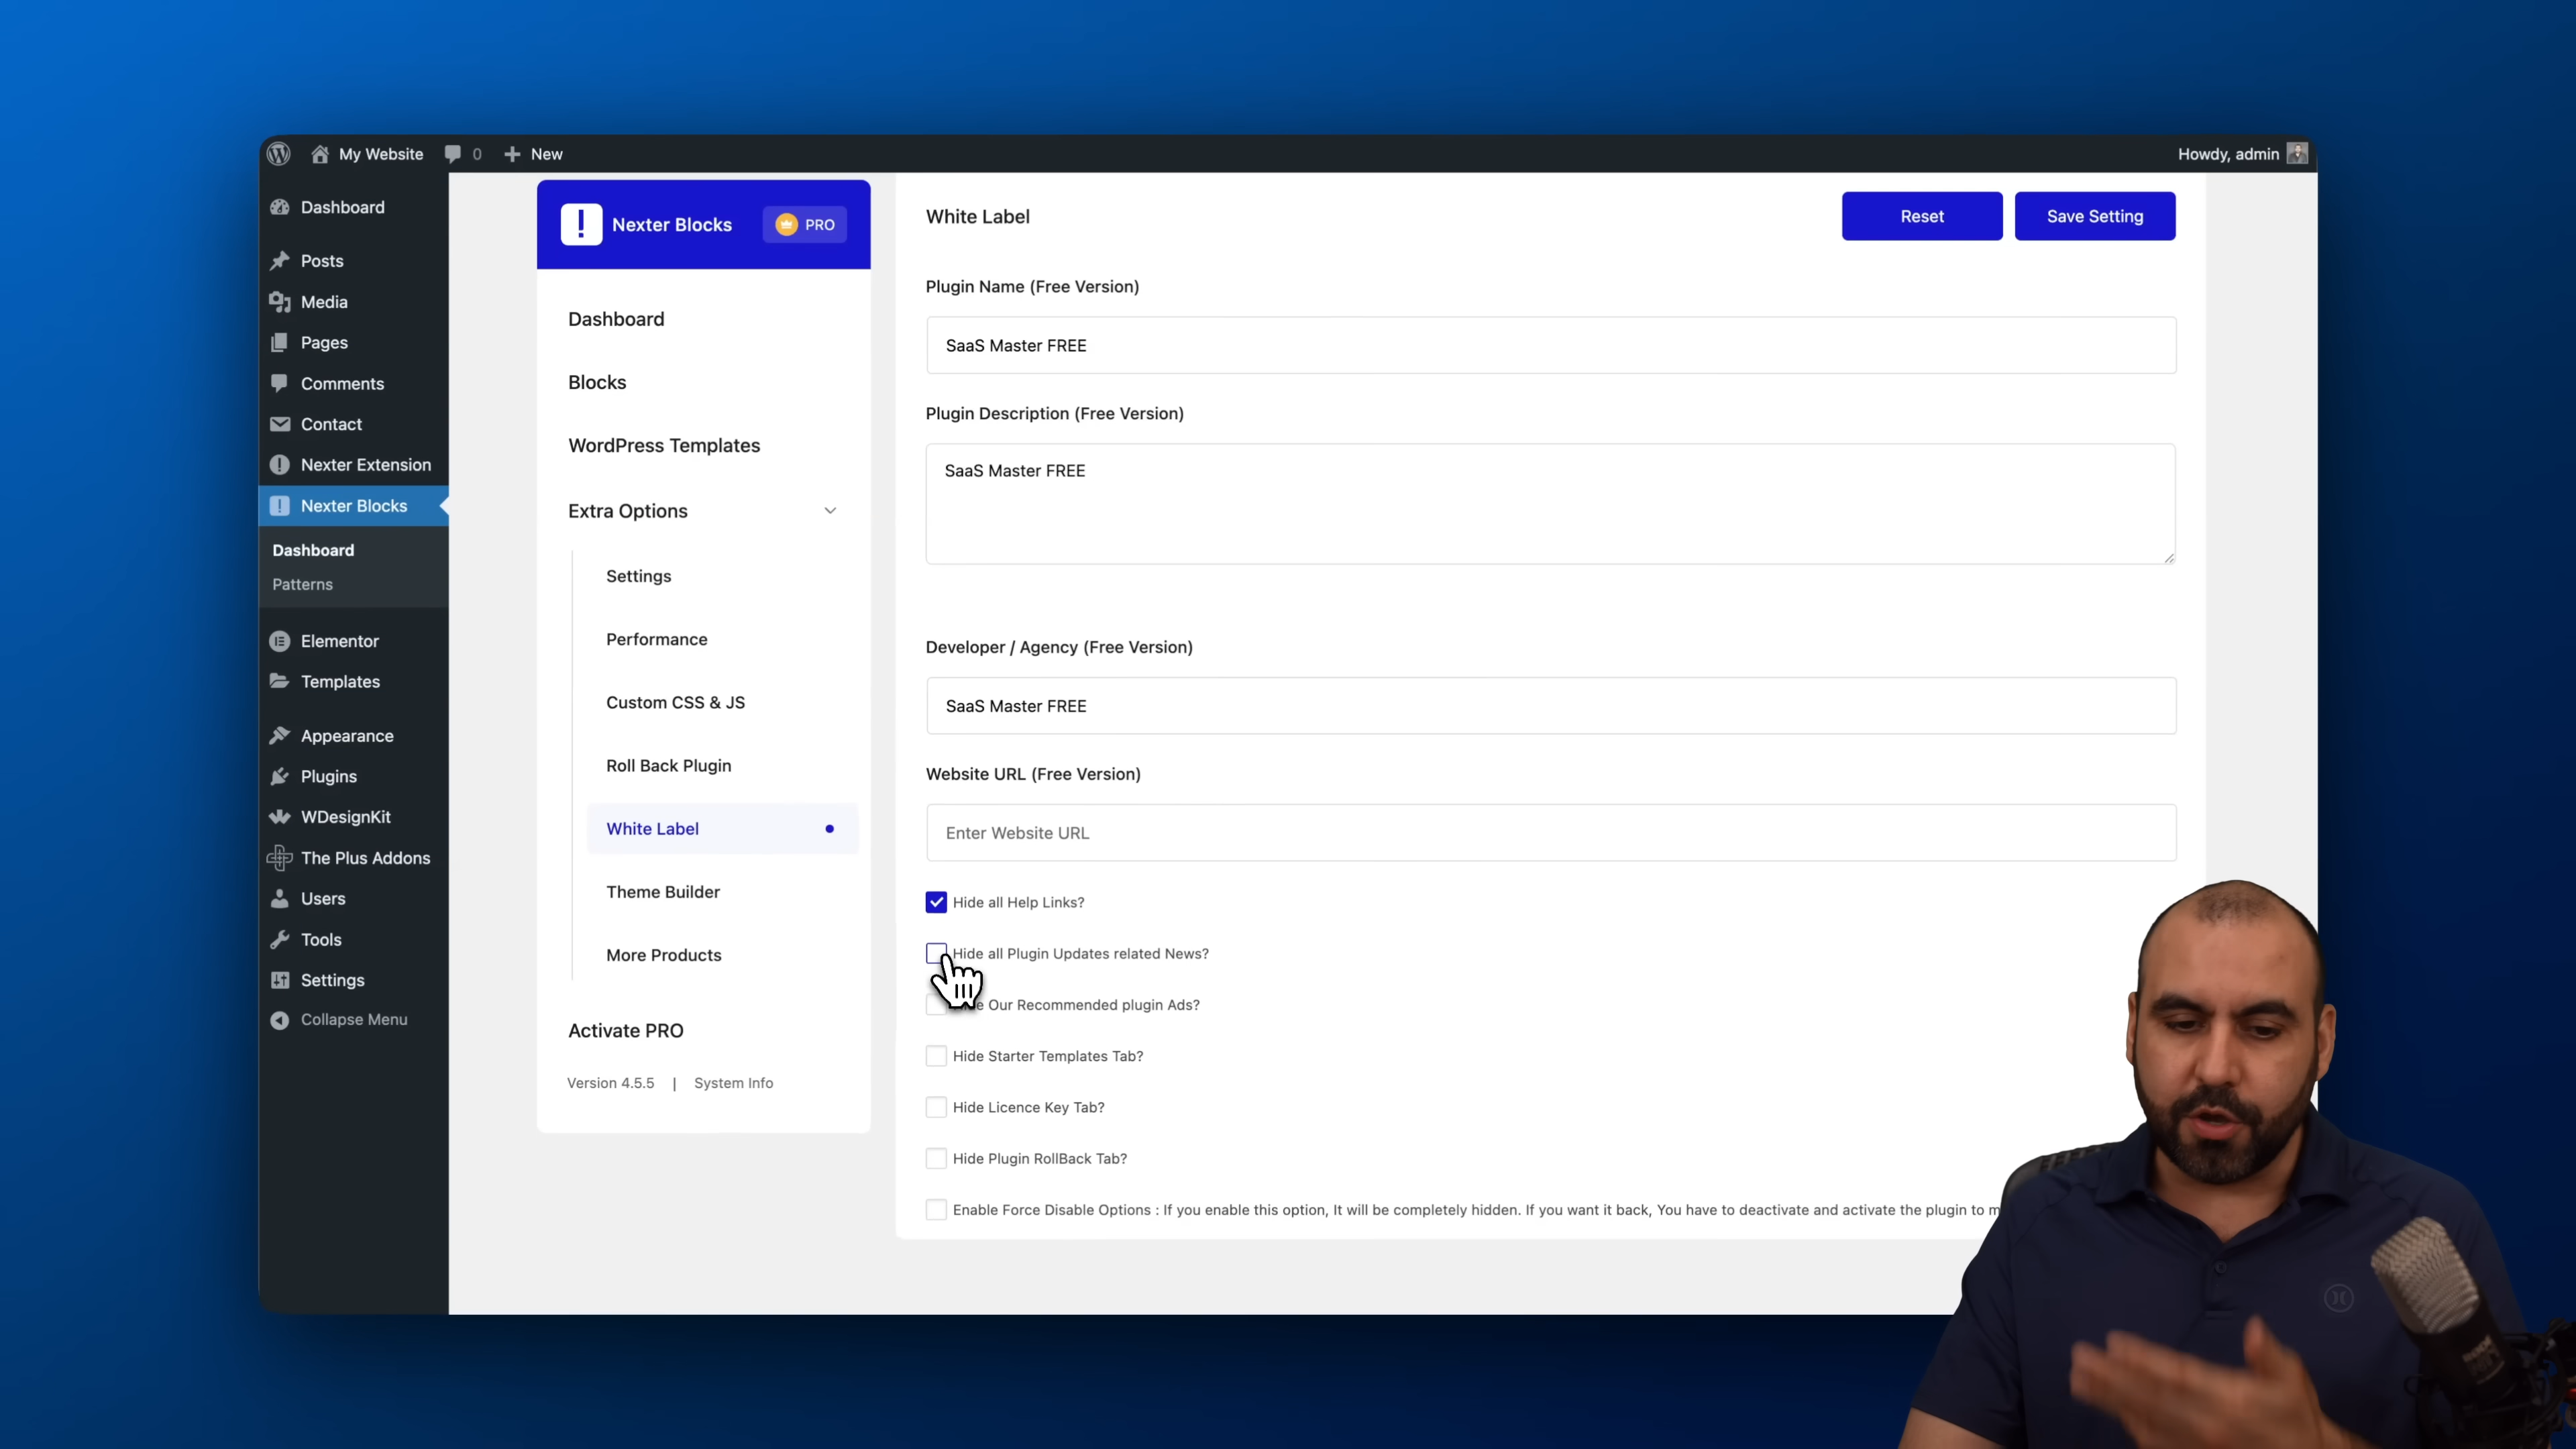 My Website 0 New
Howdy, admin
Dashboard
Posts
Media
Pages
Comments
Contact
Nexter Extension
Nexter Blocks
Dashboard
Patterns
Elementor
Templates
Appearance
Plugins
WDesignKit
The Plus Addons
Users
Tools
Settings
Collapse Menu
Nexter Blocks PRO
Dashboard
Blocks
WordPress Templates
Extra Options
Settings
Performance
Custom CSS & JS
Roll Back Plugin
White Label
Theme Builder
More Products
Activate PRO
Version 4.5.5 | System Info
White Label
Reset
Save Setting
Plugin Name (Free Version)
SaaS Master FREE
Plugin Description (Free Version)
SaaS Master FREE
Developer / Agency (Free Version)
SaaS Master FREE
Website URL (Free Version)
Enter Website URL
Hide all Help Links?
Hide all Plugin Updates related News?
Our Recommended plugin Ads?
Hide Starter Templates Tab?
Hide Licence Key Tab?
Hide Plugin RollBack Tab?
Enable Force Disable Options : If you enable this option, It will be completely hidden. If you want it back, You have to deactivate and activate the plugin to